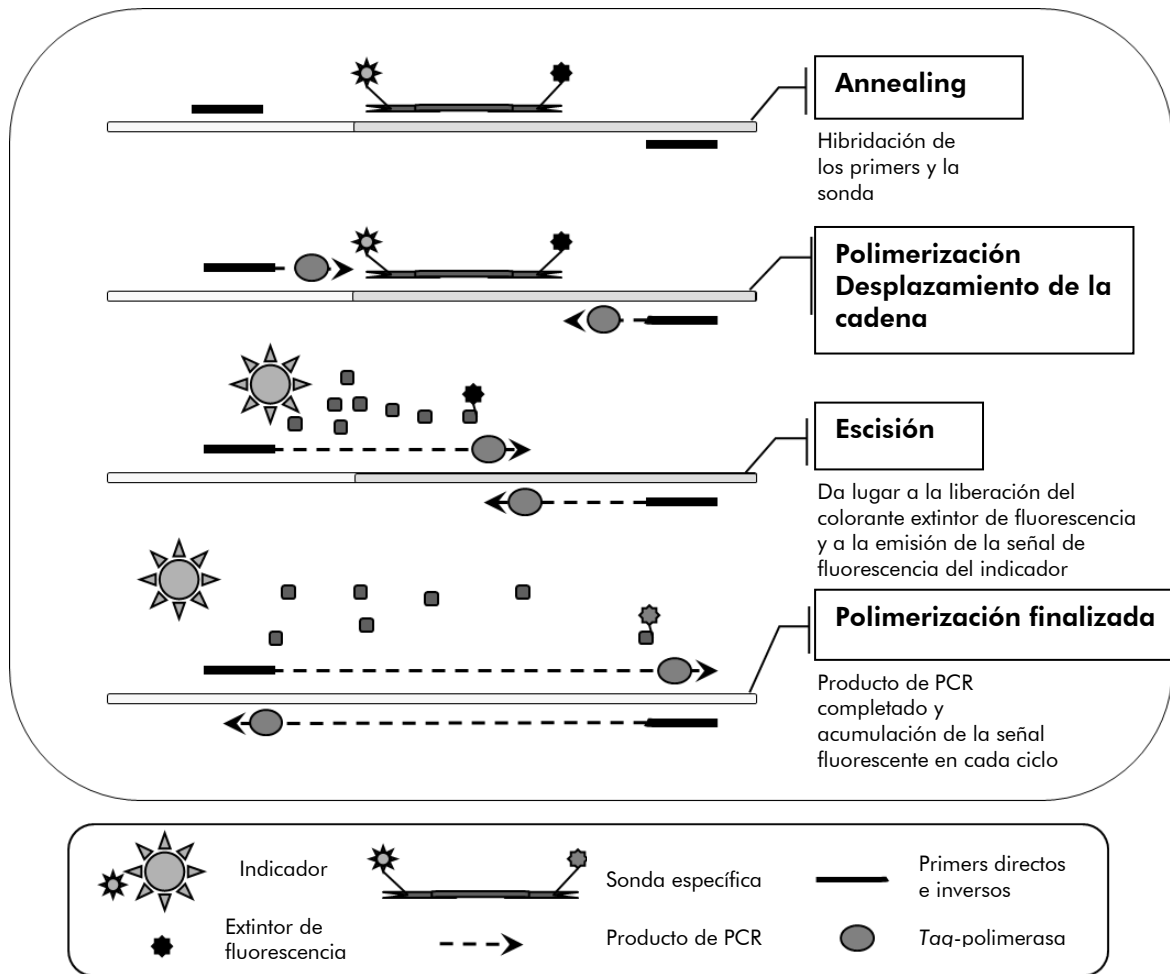 Annealing
Hibridación de
los primers y la
sonda
Polimerización
Desplazamiento de la
cadena
Escisión
Da lugar a la liberación del
colorante extintor de fluorescencia
y a la emisión de la señal de
fluorescencia del indicador
Polimerización finalizada
Producto de PCR
completado y
acumulación de la señal
fluorescente en cada ciclo
Indicador
Sonda específica
Primers directos
e inversos
Extintor de
fluorescencia
Producto de PCR
Taq-polimerasa